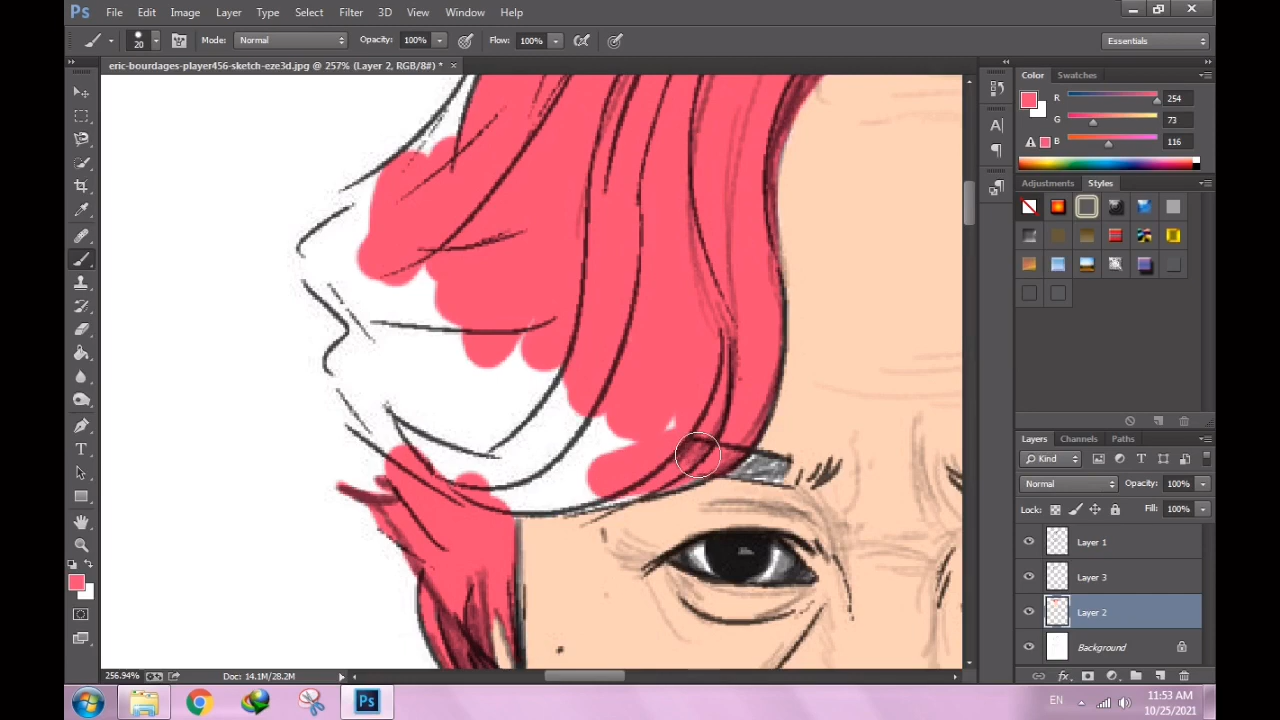 Ps File Edit Image Layer Type Select Filter 3D View Window Help
20 Mode: Normal Opacity: 100% Flow: 100% Essentials
eric-bourdages-player456-sketch-eze3d.jpg @ 257% (Layer 2, RGB/8#) * ×
Color Swatches
R 254
G 73
B 116
Adjustments Styles
Layers Channels Paths
Kind
Normal Opacity: 100%
Lock: Fill: 100%
Layer 1
Layer 3
Layer 2
Background
256.94% Doc: 14.1M/28.2M
fx
Ps EN 11:53 AM
10/25/2021